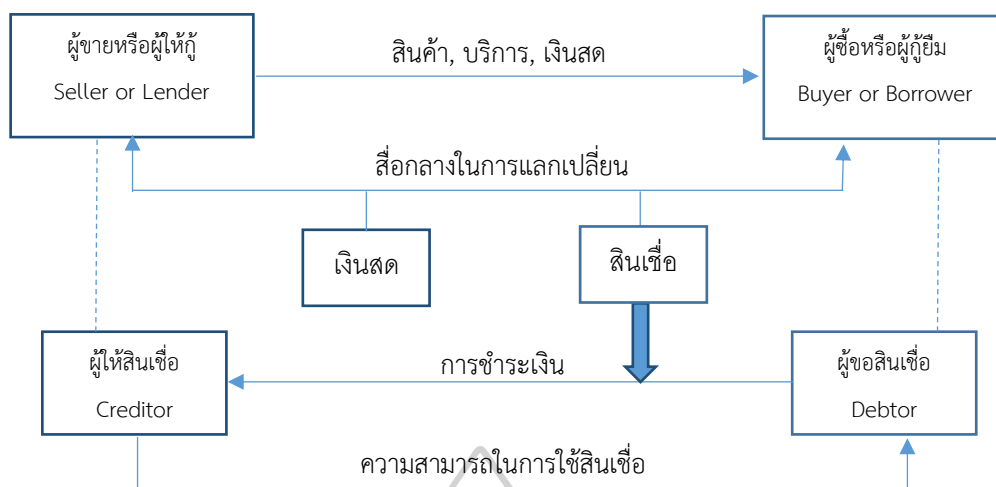 ผู้ขายหรือผู้ให้กู้
Seller or Lender
สินค้า, บริการ, เงินสด
ผู้ซื้อหรือผู้กู้ยืม
Buyer or Borrower
สื่อกลางในการแลกเปลี่ยน
เงินสด
สินเชื่อ
ผู้ให้สินเชื่อ
Creditor
การชำระเงิน
ผู้ขอสินเชื่อ
Debtor
ความสามารถในการใช้สินเชื่อ